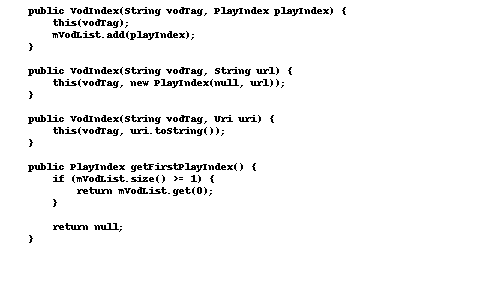 public VodIndex(String vodTag, PlayIndex playIndex) {
    this(vodTag);
    mVodList.add(playIndex);
}

public VodIndex(String vodTag, String url) {
    this(vodTag, new PlayIndex(null, url));
}

public VodIndex(String vodTag, Uri uri) {
    this(vodTag, uri.toString());
}

public PlayIndex getFirstPlayIndex() {
    if (mVodList.size() >= 1) {
        return mVodList.get(0);
    }

    return null;
}